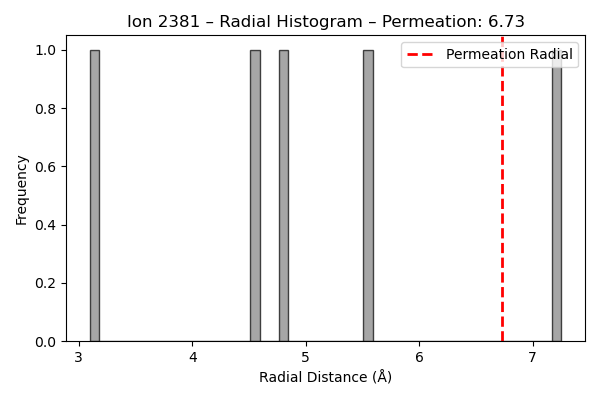 Ion 2381 – Radial Histogram – Permeation: 6.73
Permeation Radial
Frequency
1.0
0.8
0.6
0.4
0.2
0.0
3
4
5
6
7
Radial Distance (Å)